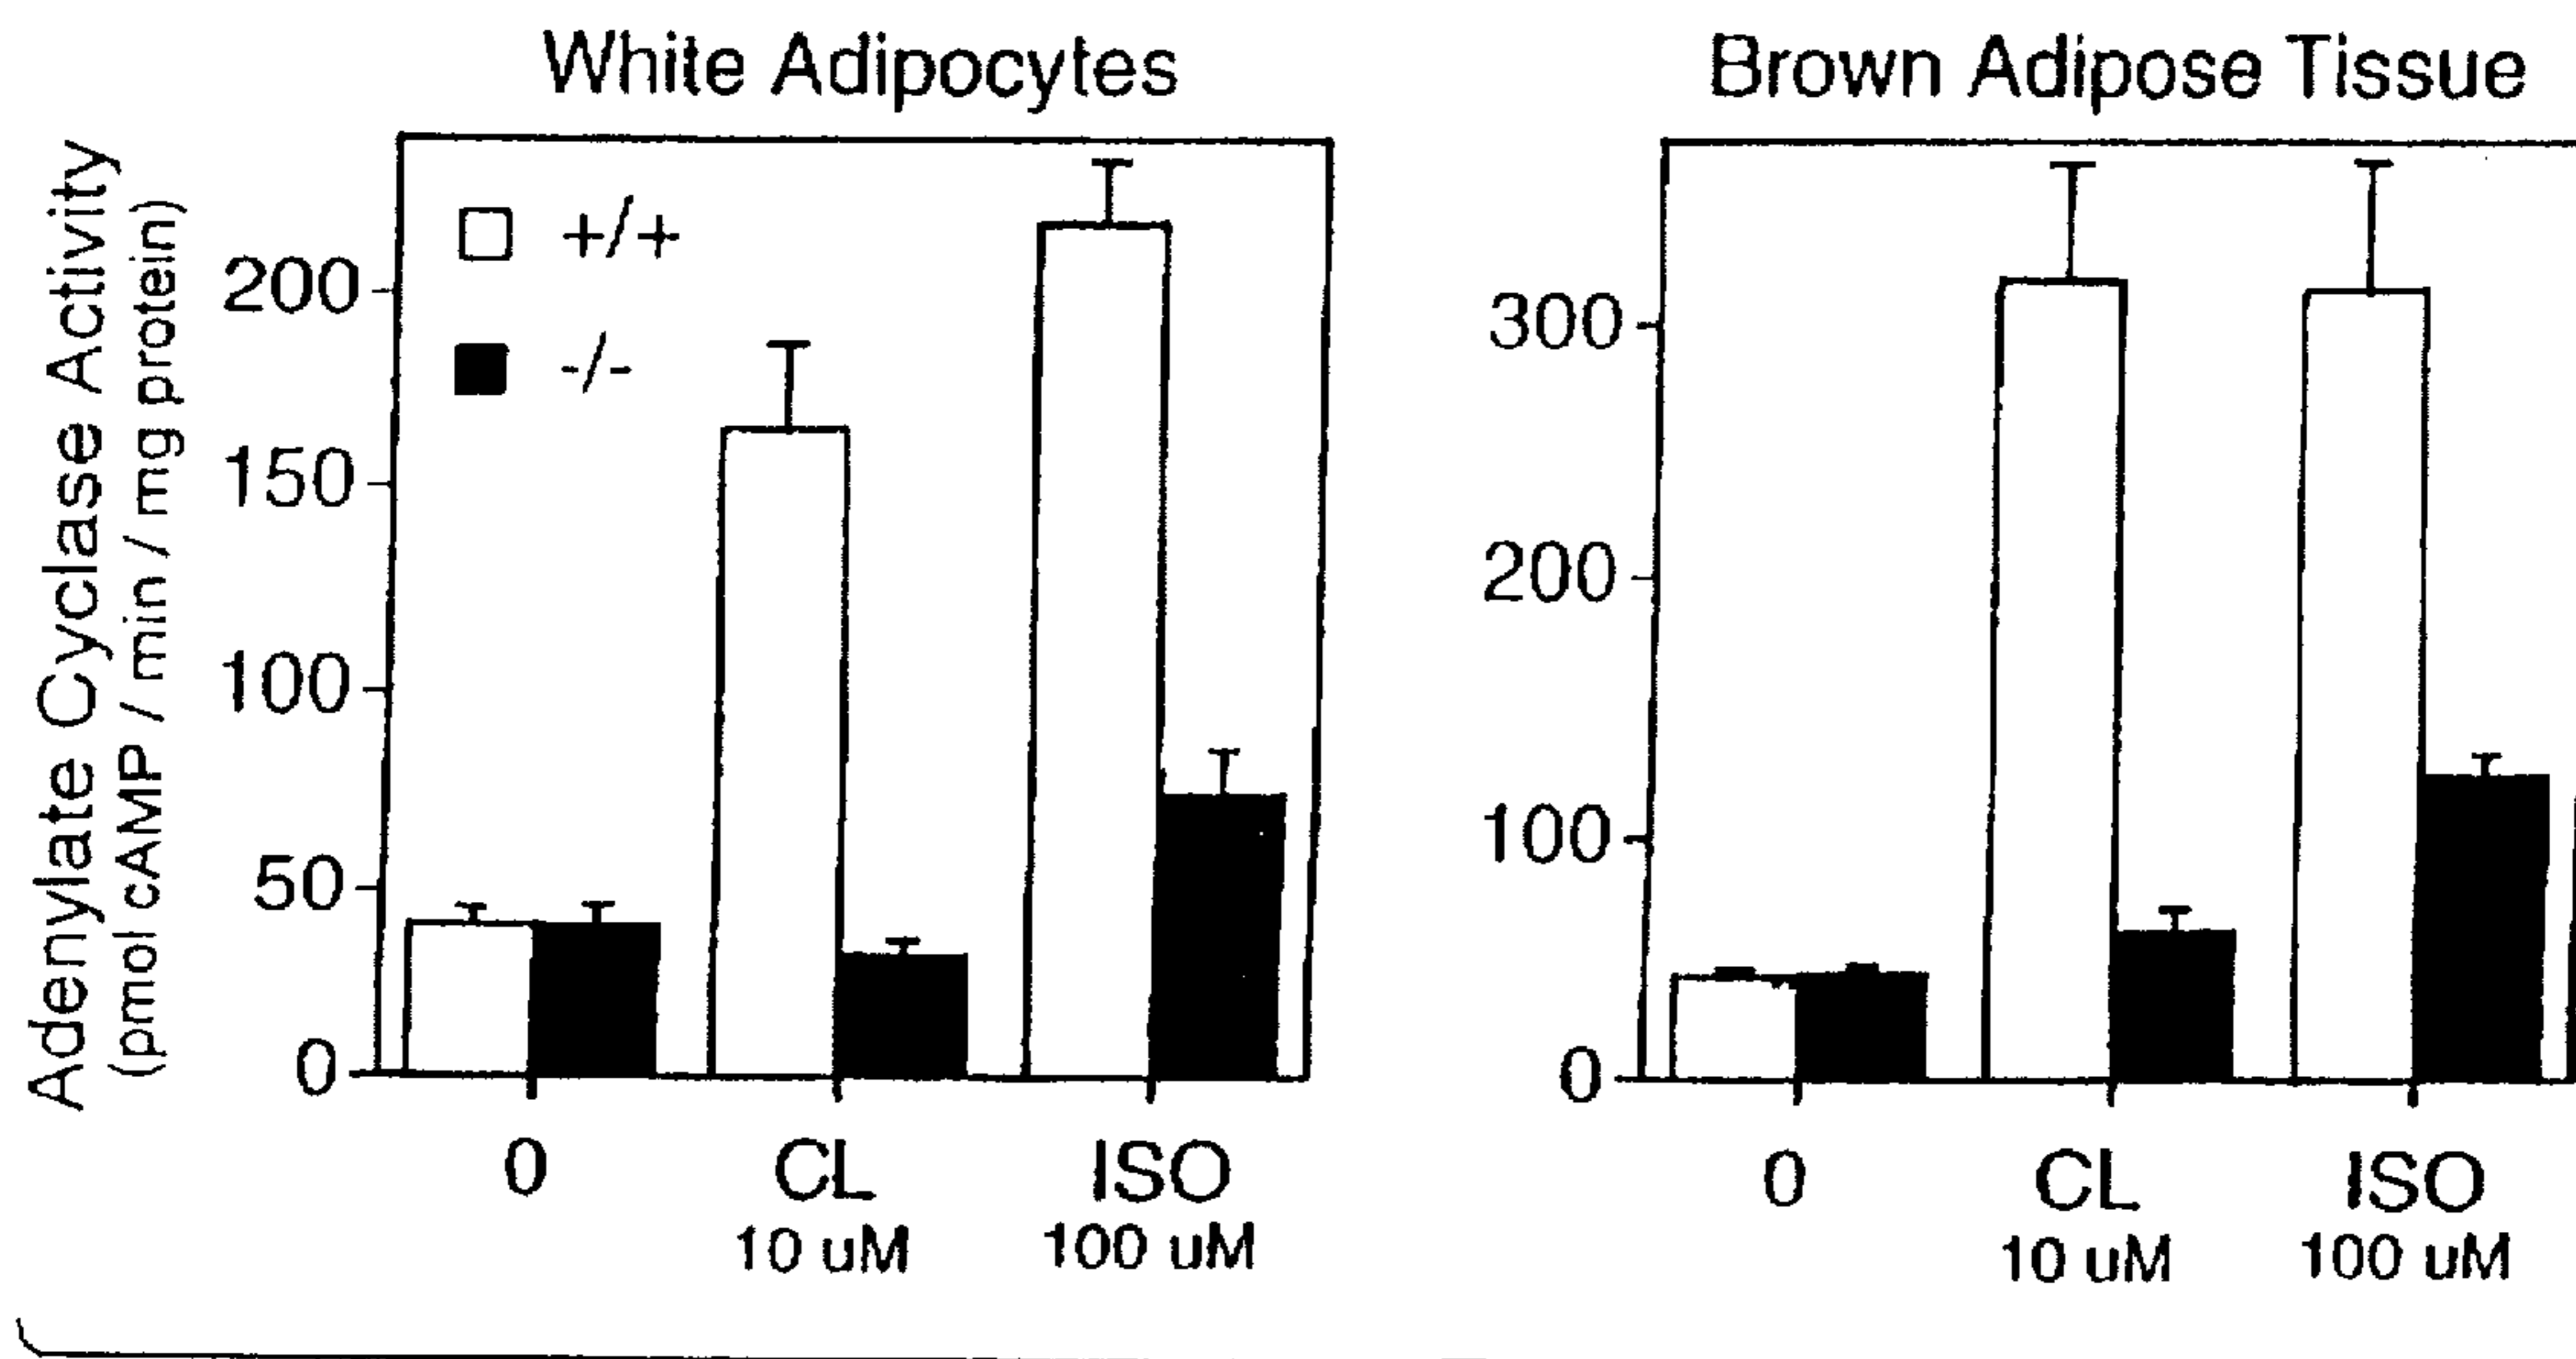 White Adipocytes
Brown Adipose Tissue
Adenylate Cyclase Activity
(pmol cAMP / min / mg protein)
+/+
-/-
200
150
100
50
0
0
CL
ISO
10 uM
100 uM
300
200
100
0
0
CL
ISO
10 uM
100 uM